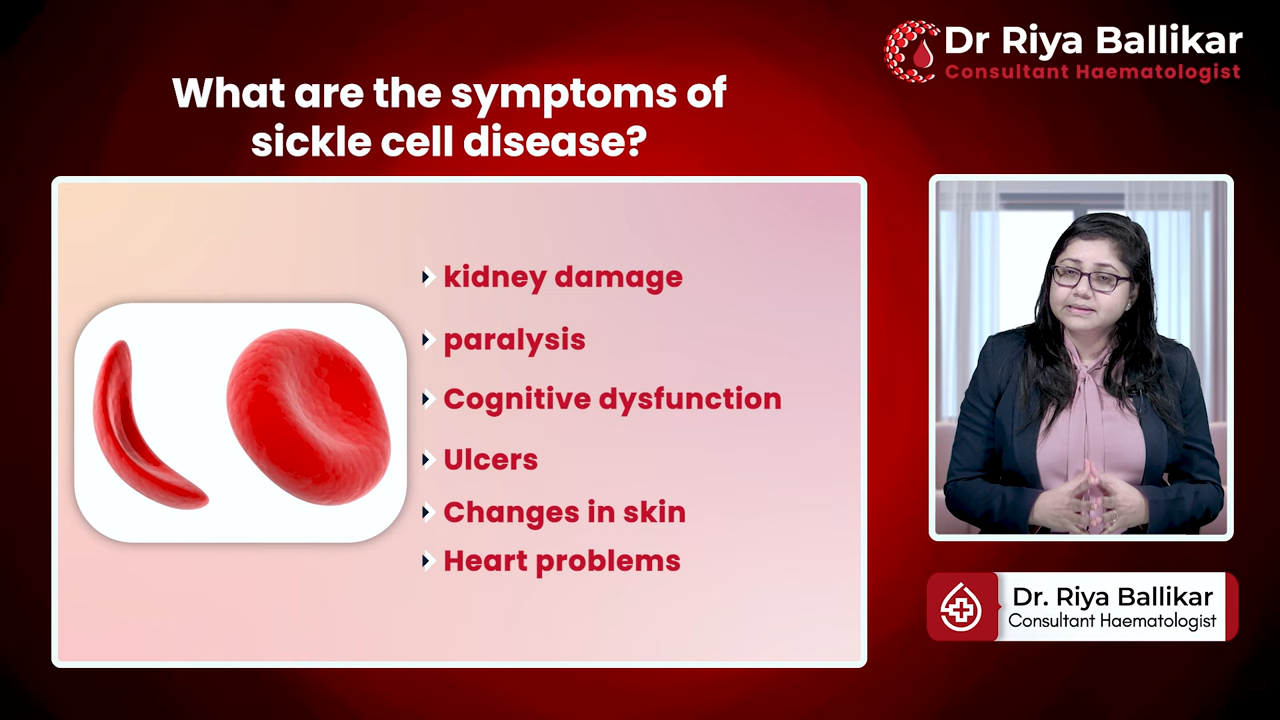 Dr Riya Ballikar
Consultant Haematologist
What are the symptoms of
sickle cell disease?
kidney damage
paralysis
Cognitive dysfunction
Ulcers
Changes in skin
Heart problems
Dr. Riya Ballikar
Consultant Haematologist